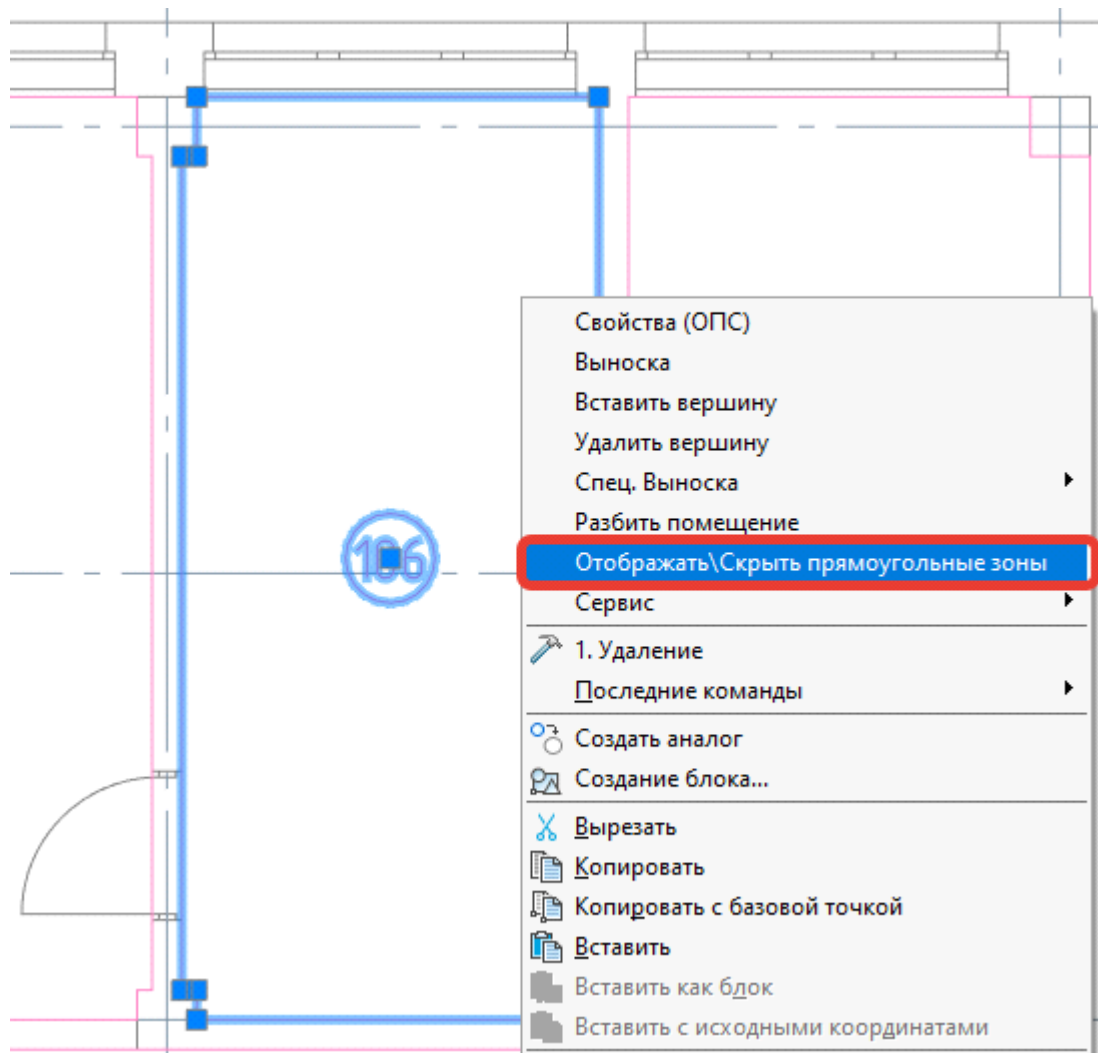 Свойства (ОПС)
Выноска
Вставить вершину
Удалить вершину
Спец. Выноска
Разбить помещение
106
Отображать\Скрыть прямоугольные зоны
Сервис
1. Удаление
Последние команды
Создать аналог
Создание блока...
Вырезать
Копировать
Копировать с базовой точкой
Вставить
Вставить как блок
Вставить с исходными координатами